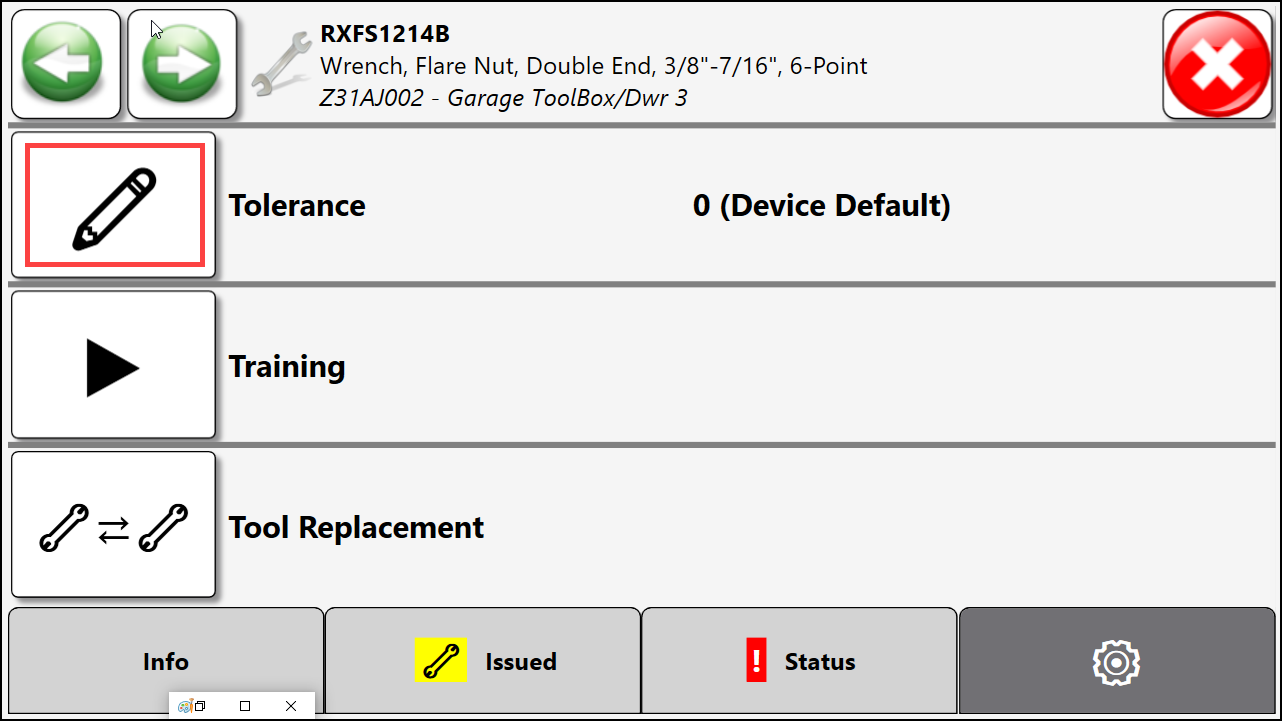 RXFS1214B
Wrench, Flare Nut, Double End, 3/8"-7/16", 6-Point
Z31AJ002 - Garage ToolBox/Dwr 3
Tolerance 0 (Device Default)
Training
Tool Replacement
Info ! Issued Status